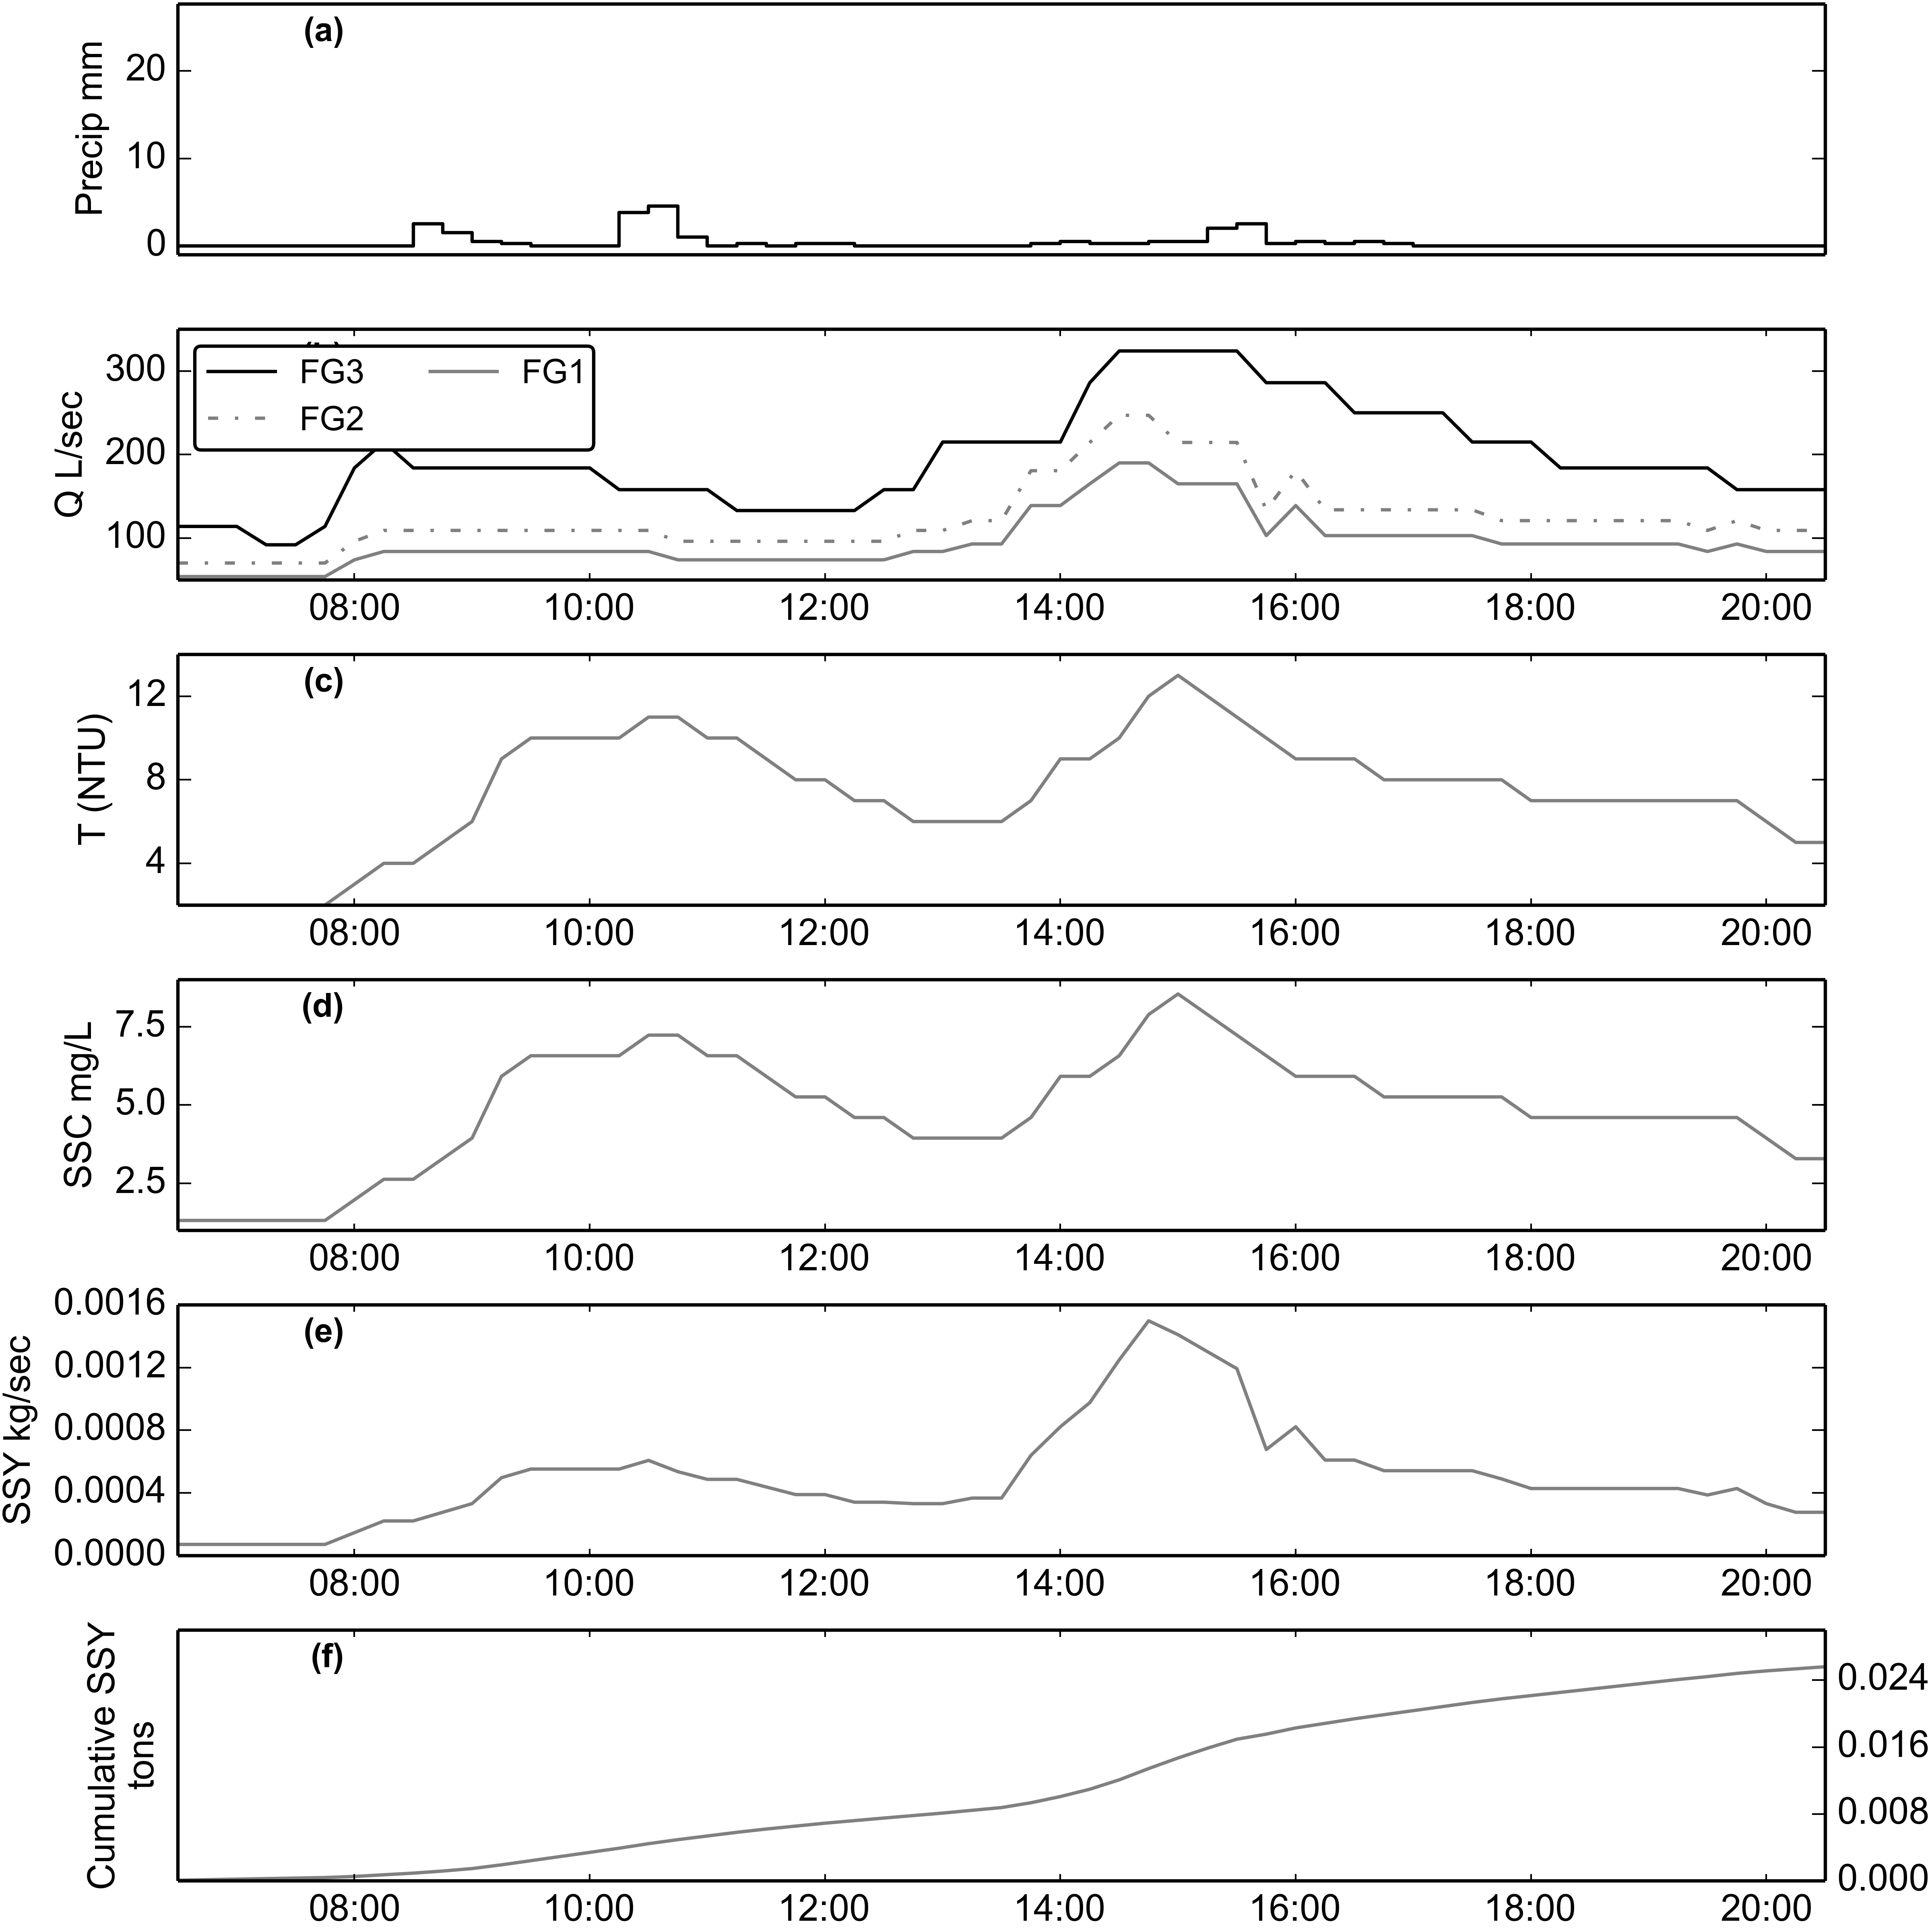 (a)
Precip mm
20
10
0
FG3 FG1
FG2
Q L/sec
300
200
100
08:00 10:00 12:00 14:00 16:00 18:00 20:00
(c)
T (NTU)
12
8
4
08:00 10:00 12:00 14:00 16:00 18:00 20:00
(d)
SSC mg/L
7.5
5.0
2.5
08:00 10:00 12:00 14:00 16:00 18:00 20:00
(e)
SSY kg/sec
0.0016
0.0012
0.0008
0.0004
0.0000
08:00 10:00 12:00 14:00 16:00 18:00 20:00
(f)
Cumulative SSY
tons
0.024
0.016
0.008
0.000
08:00 10:00 12:00 14:00 16:00 18:00 20:00